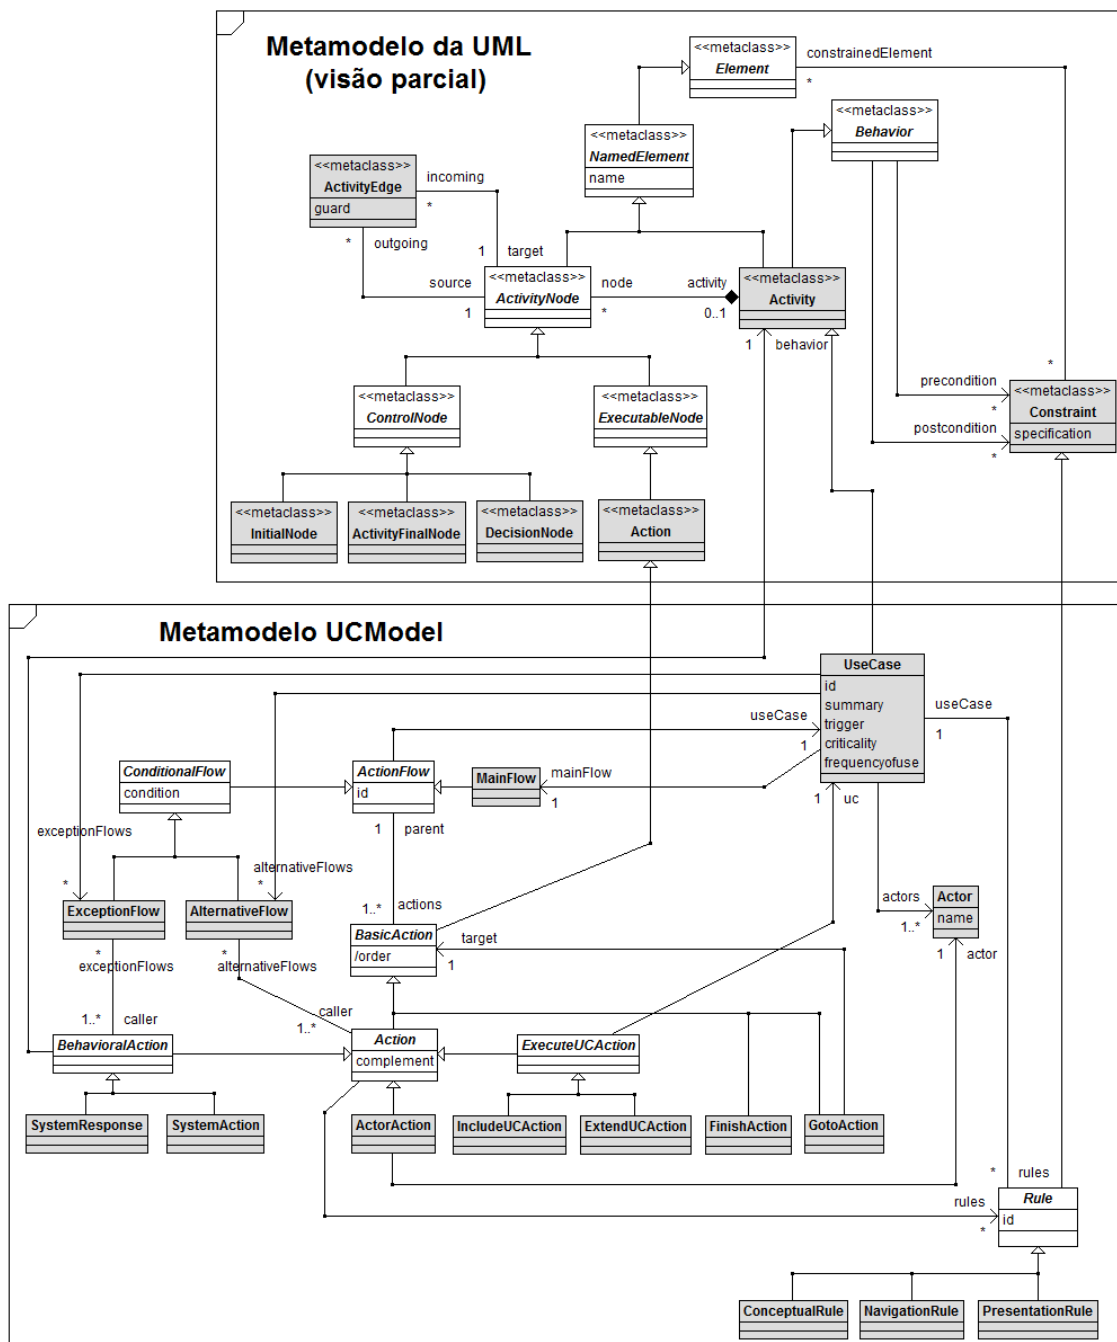 Metamodelo da UML
(visão parcial)
<<metaclass>>
Element
constrainedElement
*
<<metaclass>>
Behavior
<<metaclass>>
NamedElement
name
<<metaclass>>
ActivityEdge
guard
incoming
*
* outgoing
1 target
source
1
<<metaclass>>
ActivityNode
node
*
activity
0..1
<<metaclass>>
Activity
1 behavior
<<metaclass>>
ControlNode
<<metaclass>>
ExecutableNode
precondition
*
postcondition
*
*
<<metaclass>>
Constraint
specification
<<metaclass>>
InitialNode
<<metaclass>>
ActivityFinalNode
<<metaclass>>
DecisionNode
<<metaclass>>
Action
Metamodelo UCModel
UseCase
id
summary
trigger
criticality
frequencyofuse
useCase
1
useCase
1
ConditionalFlow
condition
ActionFlow
id
MainFlow
mainFlow
1
1 uc
1 parent
exceptionFlows
*
alternativeFlows
*
1..* actions
ExceptionFlow
AlternativeFlow
BasicAction
/order
target
1
actors
1..*
Actor
name
1 actor
*
exceptionFlows
*
alternativeFlows
1..* caller
caller
1..*
BehavioralAction
Action
complement
ExecuteUCAction
SystemResponse
SystemAction
ActorAction
IncludeUCAction
ExtendUCAction
FinishAction
GotoAction
* rules
rules
*
Rule
id
ConceptualRule
NavigationRule
PresentationRule